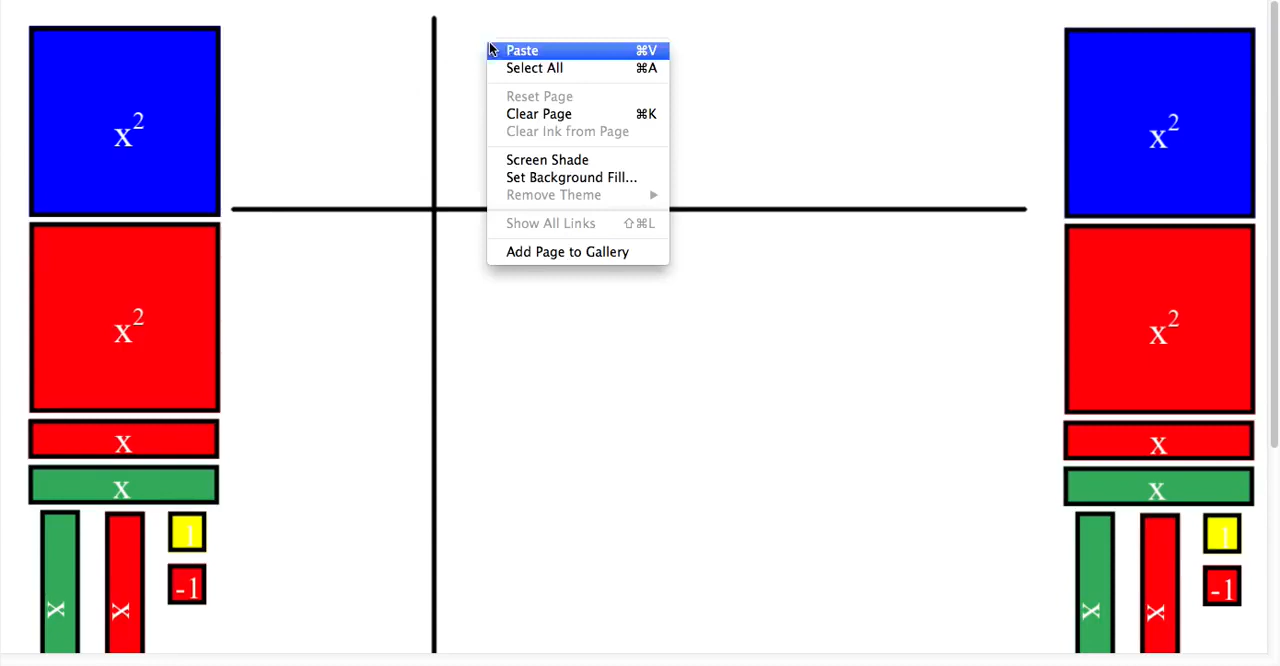 x²
x²
x
x
x
x
1
-1
Paste ⌘V
Select All ⌘A
Reset Page
Clear Page ⌘K
Clear Ink from Page
Screen Shade
Set Background Fill...
Remove Theme ▶
Show All Links ⇧⌘L
Add Page to Gallery
x²
x²
x
x
x
x
1
-1